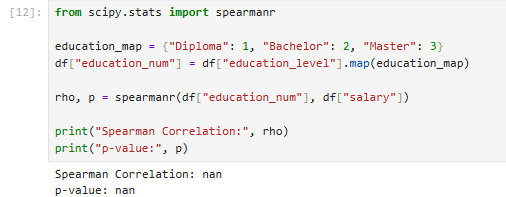 [12]:
from scipy.stats import spearmanr
education_map = {"Diploma": 1, "Bachelor": 2, "Master": 3}
df["education_num"] = df["education_level"].map(education_map)
rho, p = spearmanr(df["education_num"], df["salary"])
print("Spearman Correlation:", rho)
print("p-value:", p)
Spearman Correlation: nan
p-value: nan